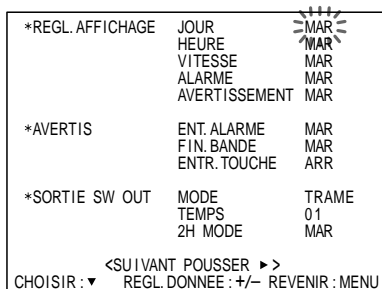 *REGL.AFFICHAGE JOUR MAR
HEURE MAR
VITESSE MAR
ALARME MAR
AVERTISSEMENT MAR
*AVERTIS ENT.ALARME MAR
FIN.BANDE MAR
ENTR.TOUCHE ARR
*SORTIE SW OUT MODE TRAME
TEMPS 01
2H MODE MAR
<SUIVANT POUSSER ►>
CHOISIR:▼ REGL.DONNEE:+/– REVENIR:MENU